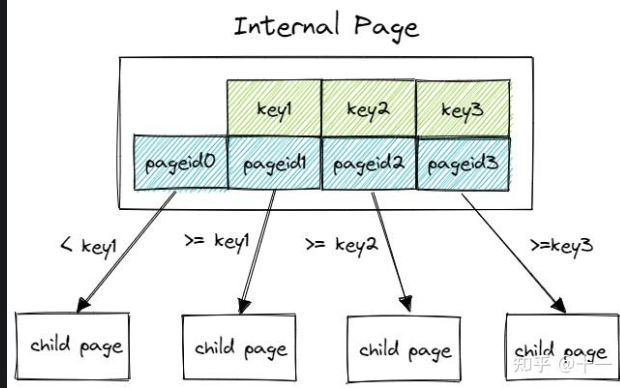 Internal Page
key1 key2 key3
pageid0 pageid1 pageid2 pageid3
< key1 >= key1 >= key2 >=key3
child page child page child page child page
知乎 @十一